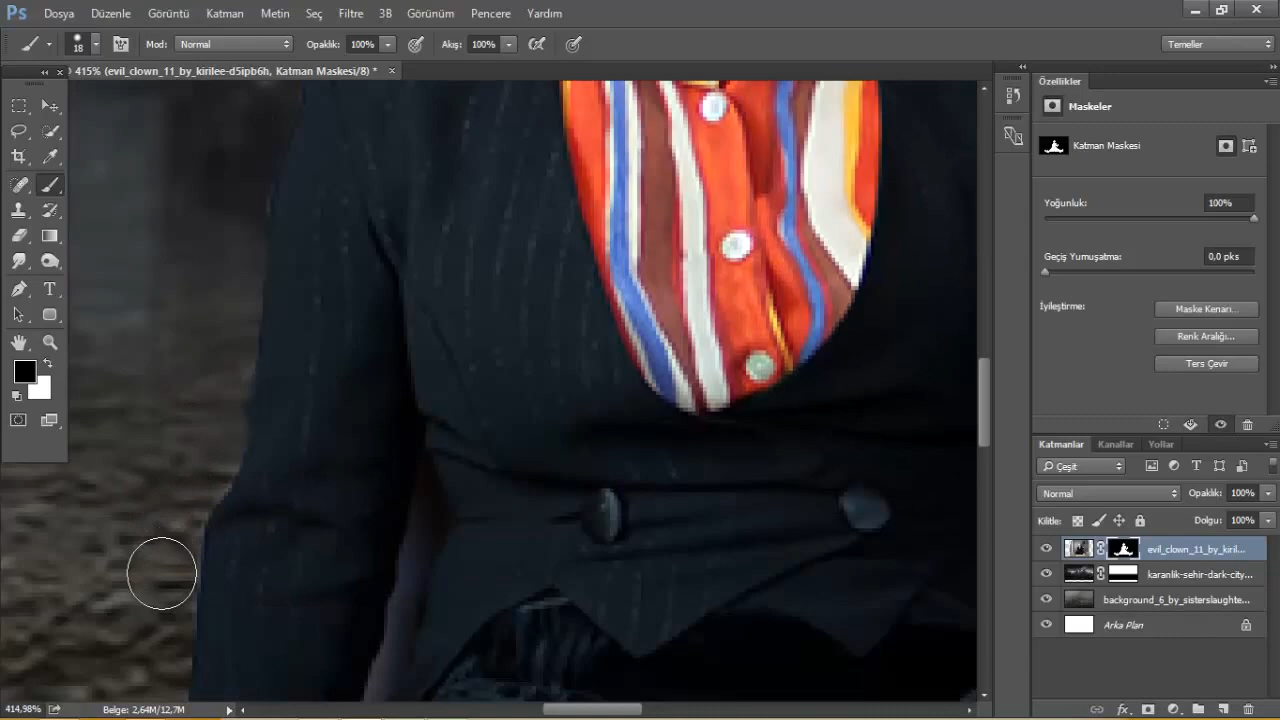 Ps Dosya Düzenle Görüntü Katman Metin Seç Filtre 3B Görünüm Pencere Yardım
18 Mod: Normal Opaklık: 100% Akış: 100% Temeller
415% (evil_clown_11_by_kirilee-d5ipb6h, Katman Maskesi/8) *
Özellikler
Maskeler
Katman Maskesi
Yoğunluk: 100%
Geçiş Yumuşatma: 0,0 pks
İyileştirme: Maske Kenarı...
Renk Aralığı...
Ters Çevir
Katmanlar Kanallar Yollar
Çeşit
Normal Opaklık: 100%
Kilitle: Dolgu: 100%
evil_clown_11_by_kiril...
karanlik-sehir-dark-city...
background_6_by_sisterslaughte...
Arka Plan
414,98% Belge: 2,64M/12,7M